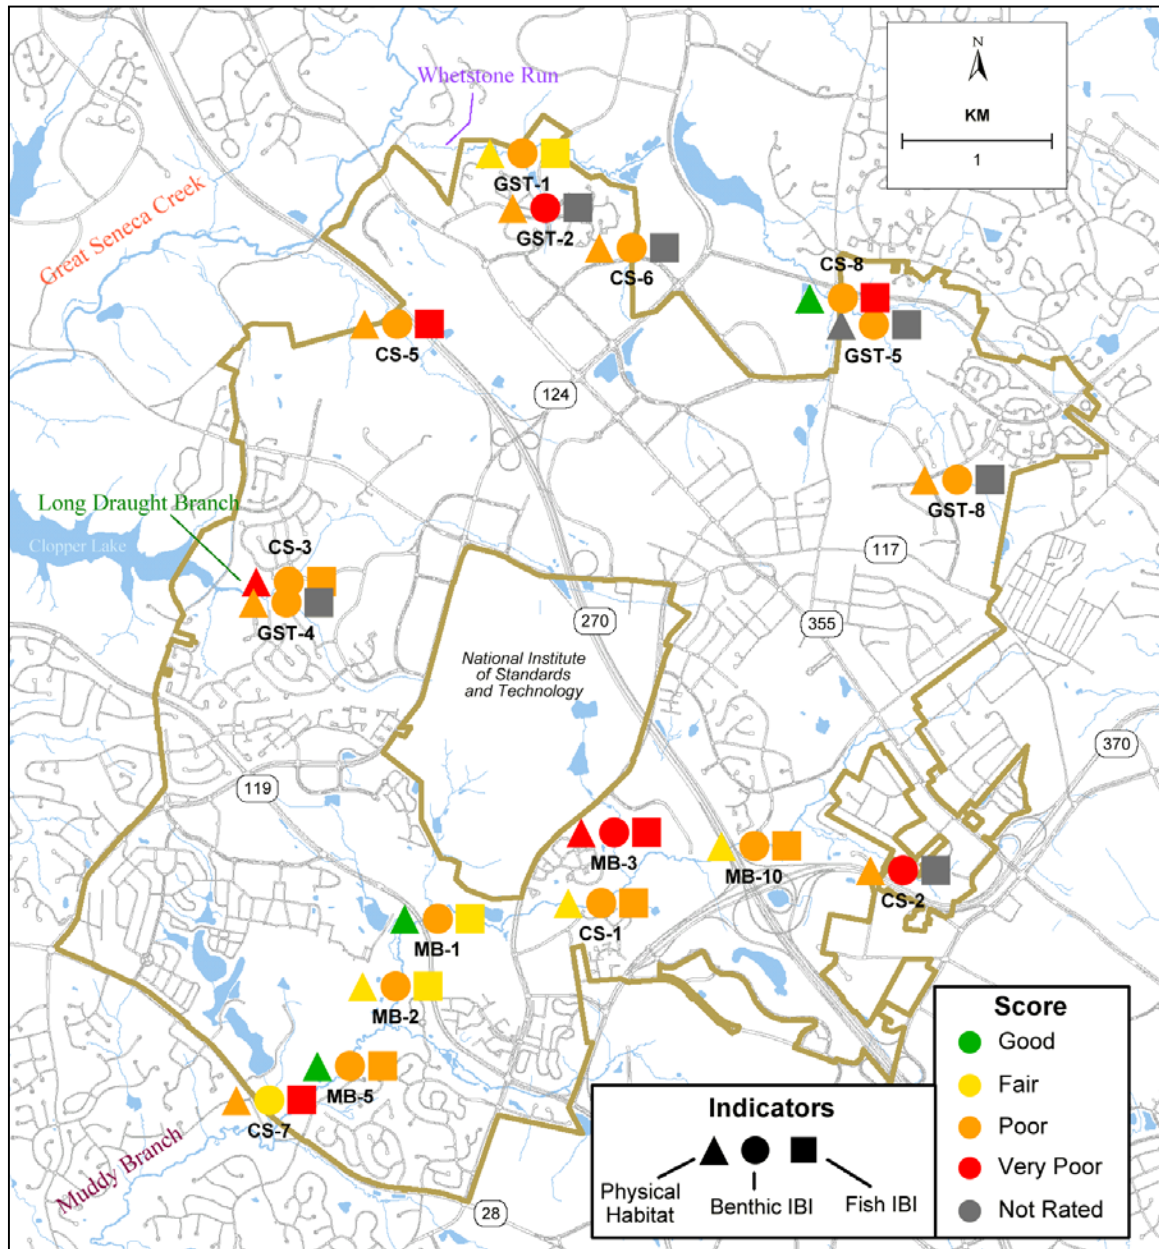 N
KM
1
Whetstone Run
GST-1
GST-2
CS-6
Great Seneca Creek
CS-8
GST-5
CS-5
124
GST-8
Long Draught Branch
Clopper Lake
CS-3
GST-4
117
270
355
National Institute
of Standards
and Technology
370
119
MB-3
MB-10
CS-2
CS-1
MB-1
MB-2
MB-5
CS-7
Muddy Branch
28
Indicators
Physical
Habitat
Benthic IBI
Fish IBI
Score
Good
Fair
Poor
Very Poor
Not Rated